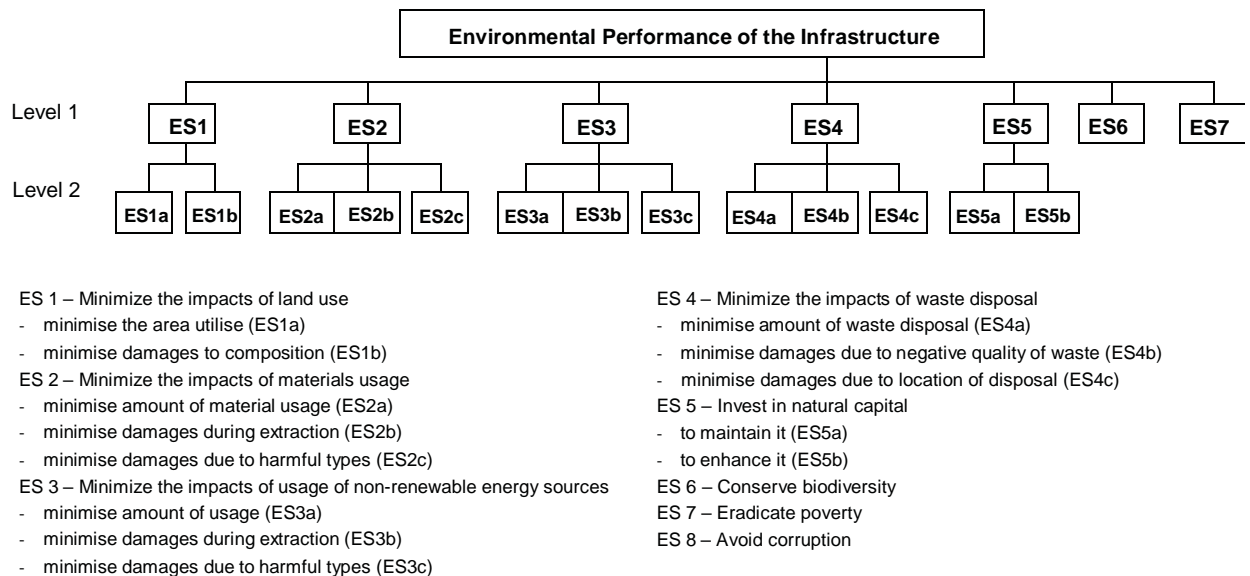 Environmental Performance of the Infrastructure
Level 1
ES1 ES2 ES3 ES4 ES5 ES6 ES7
Level 2
ES1a ES1b ES2a ES2b ES2c ES3a ES3b ES3c ES4a ES4b ES4c ES5a ES5b
ES 1 – Minimize the impacts of land use
- minimise the area utilise (ES1a)
- minimise damages to composition (ES1b)
ES 2 – Minimize the impacts of materials usage
- minimise amount of material usage (ES2a)
- minimise damages during extraction (ES2b)
- minimise damages due to harmful types (ES2c)
ES 3 – Minimize the impacts of usage of non-renewable energy sources
- minimise amount of usage (ES3a)
- minimise damages during extraction (ES3b)
- minimise damages due to harmful types (ES3c)
ES 4 – Minimize the impacts of waste disposal
- minimise amount of waste disposal (ES4a)
- minimise damages due to negative quality of waste (ES4b)
- minimise damages due to location of disposal (ES4c)
ES 5 – Invest in natural capital
- to maintain it (ES5a)
- to enhance it (ES5b)
ES 6 – Conserve biodiversity
ES 7 – Eradicate poverty
ES 8 – Avoid corruption